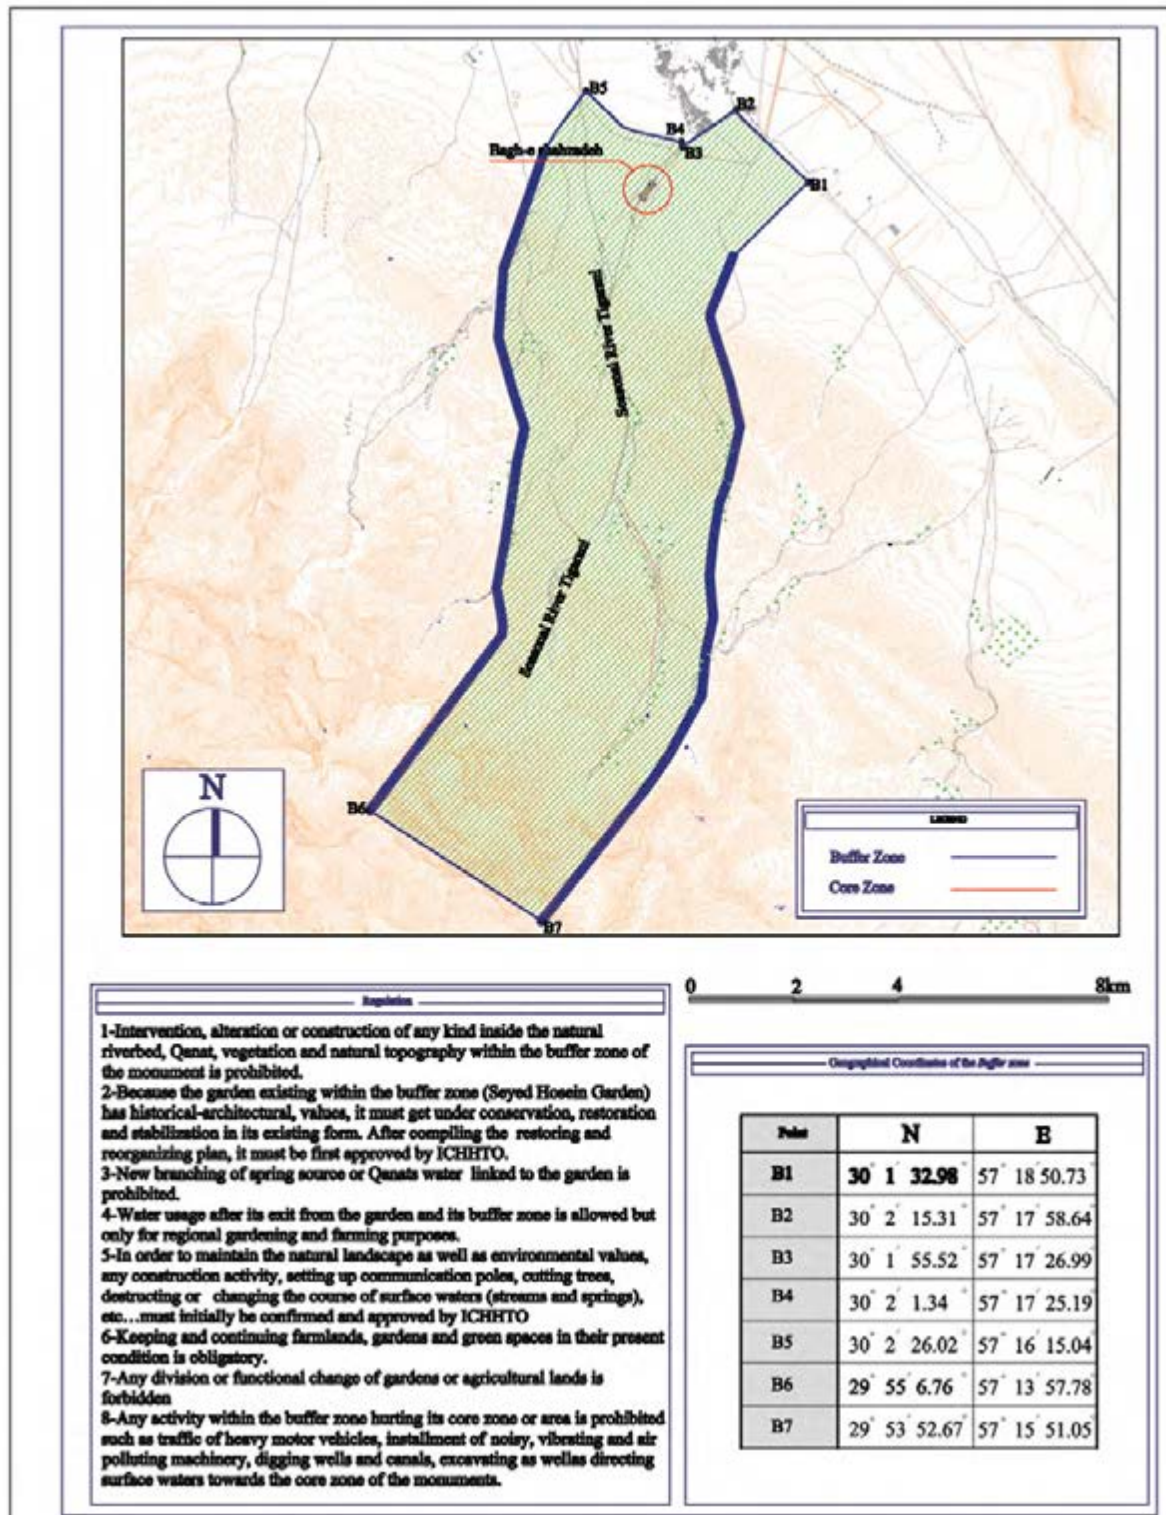 B5
B2
B4
B3
Bagh-e shahzadeh
B1
Seasonal River Tigarani
Seasonal River Tigarani
N
B6
B7
LEGEND
Buffer Zone
Core Zone
0 2 4 8km
Regulation
1-Intervention, alteration or construction of any kind inside the natural
riverbed, Qanat, vegetation and natural topography within the buffer zone of
the monument is prohibited.
2-Because the garden existing within the buffer zone (Seyed Hosein Garden)
has historical-architectural, values, it must get under conservation, restoration
and stabilization in its existing form. After compiling the restoring and
reorganizing plan, it must be first approved by ICHHTO.
3-New branching of spring source or Qanats water linked to the garden is
prohibited.
4-Water usage after its exit from the garden and its buffer zone is allowed but
only for regional gardening and farming purposes.
5-In order to maintain the natural landscape as well as environmental values,
any construction activity, setting up communication poles, cutting trees,
destructing or changing the course of surface waters (streams and springs),
etc...must initially be confirmed and approved by ICHHTO
6-Keeping and continuing farmlands, gardens and green spaces in their present
condition is obligatory.
7-Any division or functional change of gardens or agricultural lands is
forbidden
8-Any activity within the buffer zone hurting its core zone or area is prohibited
such as traffic of heavy motor vehicles, installment of noisy, vibrating and air
polluting machinery, digging wells and canals, excavating as wellas directing
surface waters towards the core zone of the monuments.
Geographical Coordinates of the Buffer zone
Point N E
B1 30° 1' 32.98" 57° 18' 50.73"
B2 30° 2' 15.31" 57° 17' 58.64"
B3 30° 1' 55.52" 57° 17' 26.99"
B4 30° 2' 1.34" 57° 17' 25.19"
B5 30° 2' 26.02" 57° 16' 15.04"
B6 29° 55' 6.76" 57° 13' 57.78"
B7 29° 53' 52.67" 57° 15' 51.05"